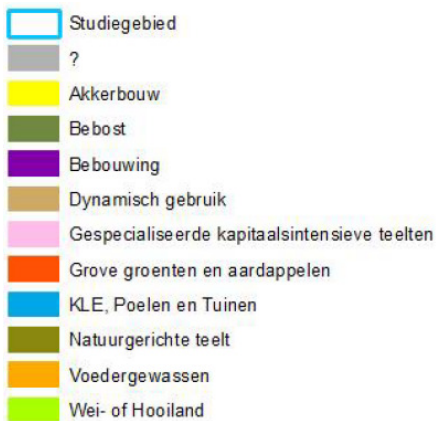 Studiegebied
?
Akkerbouw
Bebost
Bebouwing
Dynamisch gebruik
Gespecialiseerde kapitaalsintensieve teelten
Grove groenten en aardappelen
KLE, Poelen en Tuinen
Natuurgerichte teelt
Voedergewassen
Wei- of Hooiland